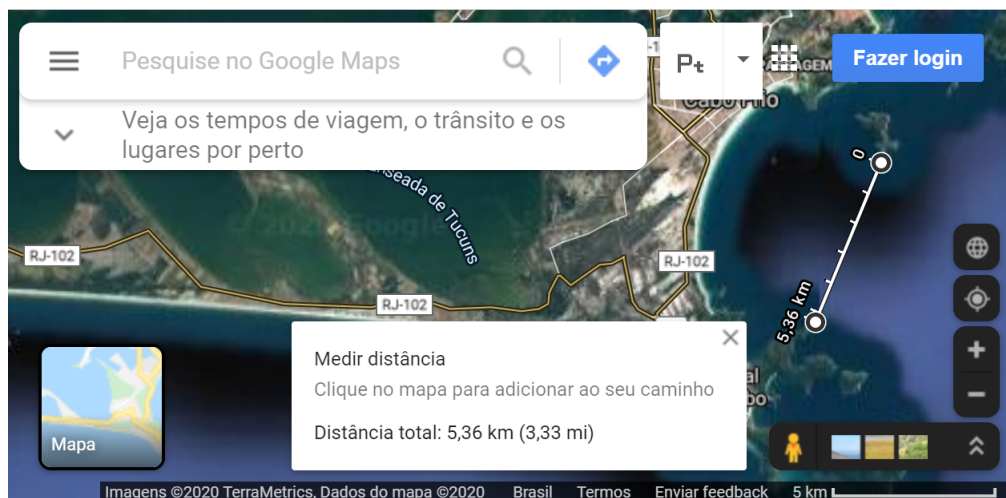 Pesquise no Google Maps
Pt
Fazer login
Veja os tempos de viagem, o trânsito e os
lugares por perto
Cabo Frio
Enseada de Tucuns
RJ-102
RJ-102
RJ-102
0
5,36 km
Medir distância
Clique no mapa para adicionar ao seu caminho
Distância total: 5,36 km (3,33 mi)
Mapa
Imagens ©2020 TerraMetrics, Dados do mapa ©2020 Brasil Termos Enviar feedback 5 km